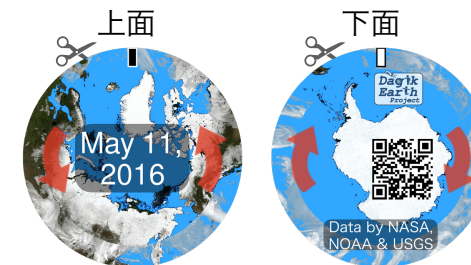 上面
下面
May 11,
2016
Dagik
Earth
Project
Data by NASA,
NOAA & USGS